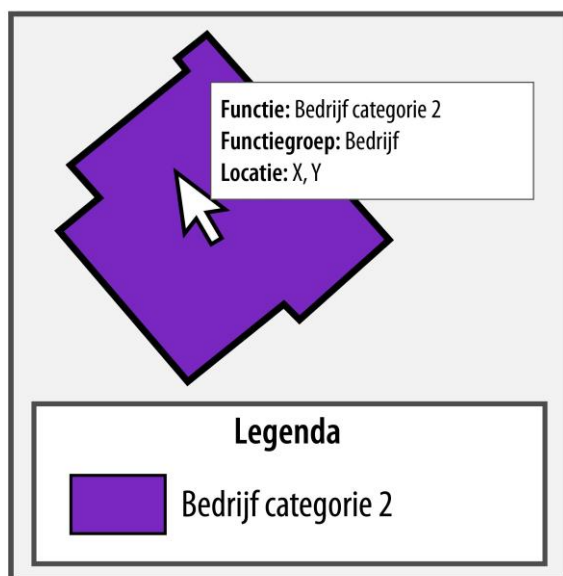 Functie: Bedrijf categorie 2
Functiegroep: Bedrijf
Locatie: X, Y
Legenda
Bedrijf categorie 2